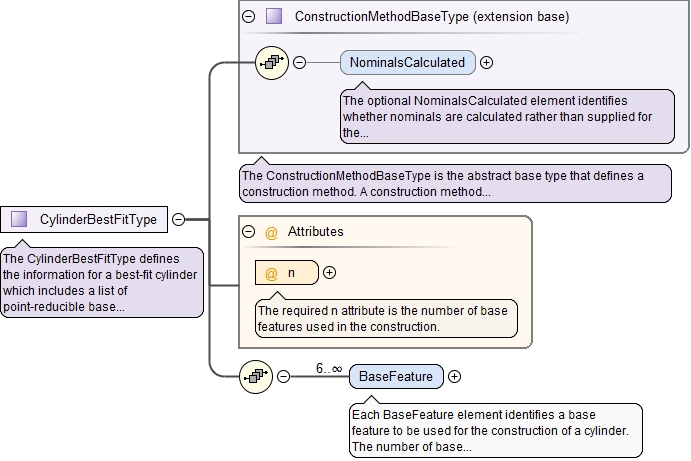 ConstructionMethodBaseType (extension base)
NominalsCalculated
The optional NominalsCalculated element identifies
whether nominals are calculated rather than supplied for
the...
The ConstructionMethodBaseType is the abstract base type that defines a
construction method. A construction method...
CylinderBestFitType
The CylinderBestFitType defines
the information for a best-fit cylinder
which includes a list of
point-reducible base...
@ Attributes
@ n
The required n attribute is the number of base
features used in the construction.
6..∞
BaseFeature
Each BaseFeature element identifies a base
feature to be used for the construction of a cylinder.
The number of base...